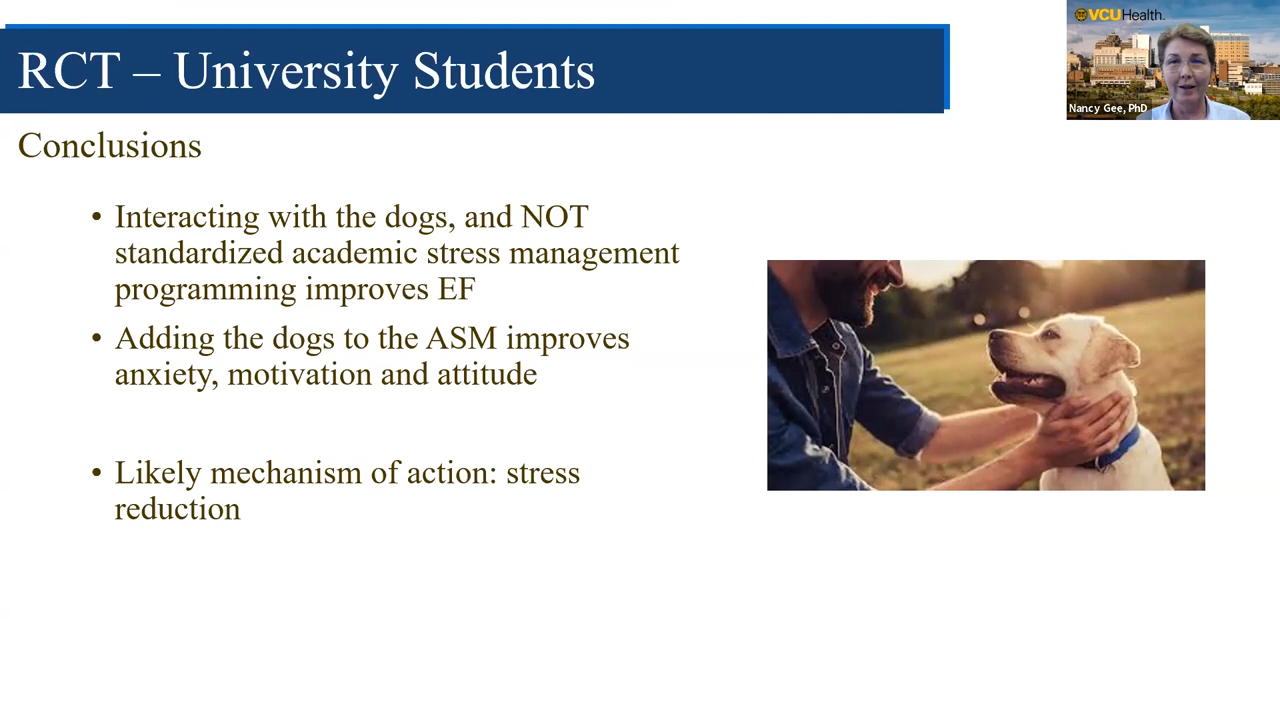 RCT – University Students
VCUHealth.
Nancy Gee, PhD
Conclusions
• Interacting with the dogs, and NOT
standardized academic stress management
programming improves EF
• Adding the dogs to the ASM improves
anxiety, motivation and attitude
• Likely mechanism of action: stress
reduction